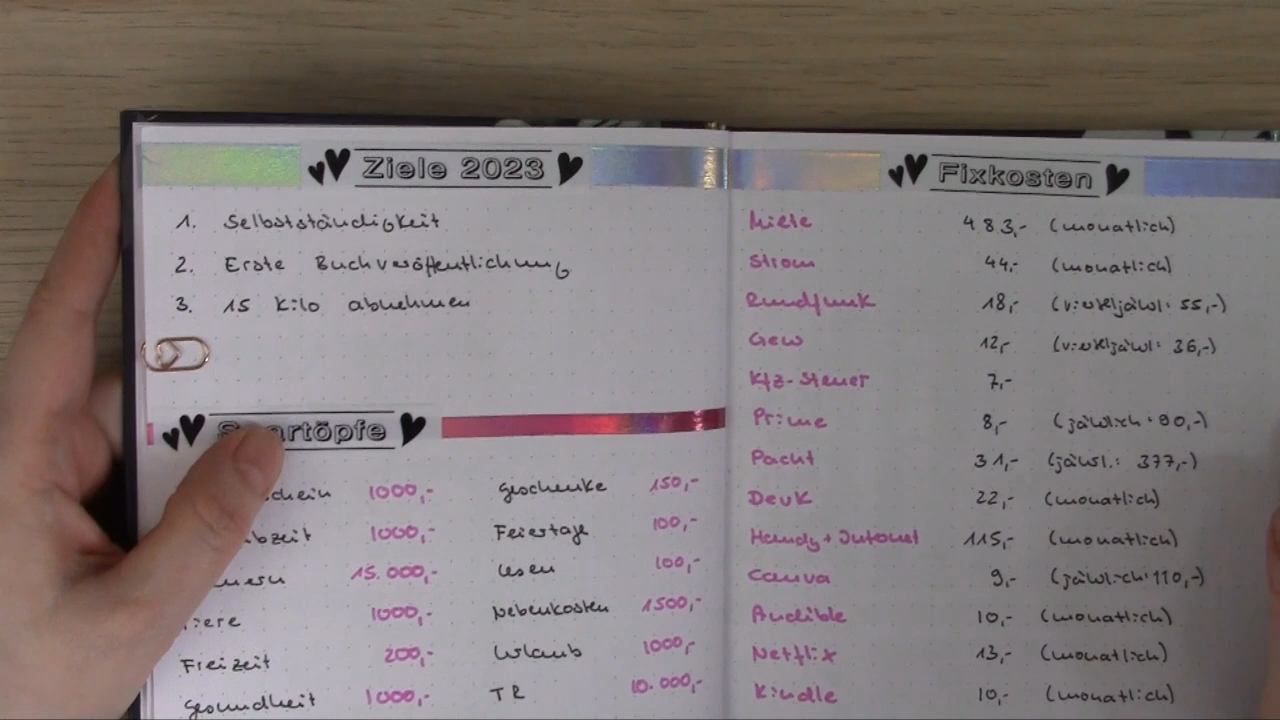 Ziele 2023
1. Selbstständigkeit
2. Erste Buchveröffentlichung
3. 15 Kilo abnehmen
1000,- Geschenke 150,-
1000,- Feiertage 100,-
15.000,- Lesen 100,-
1000,- Nebenkosten 1500,-
Freizeit 200,- Urlaub 1000,-
Gesundheit 1000,- TR 10.000,-
Fixkosten
Miete 483,- (monatlich)
Strom 44,- (monatlich)
Rundfunk 18,- (vierteljährl: 55,-)
Gew 12,- (vierteljährl: 36,-)
Kfz-Steuer 7,-
Prime 8,- (jährlich: 90,-)
Pacht 31,- (jährl.: 377,-)
Devk 22,- (monatlich)
Handy + Internet 115,- (monatlich)
Canva 9,- (jährlich: 110,-)
Audible 10,- (monatlich)
Netflix 13,- (monatlich)
Kindle 10,- (monatlich)